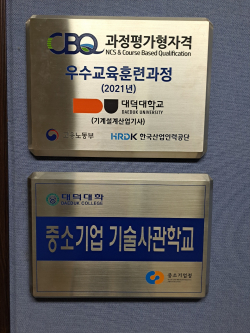 CBQ 과정평가형자격
NCS & Course Based Qualification
우수교육훈련과정
(2021년)
대덕대학교
DAEDUK UNIVERSITY
(기계설계산업기사)
고용노동부 HRDK 한국산업인력공단
대덕대학
DAEDUK COLLEGE
중소기업 기술사관학교
중소기업청